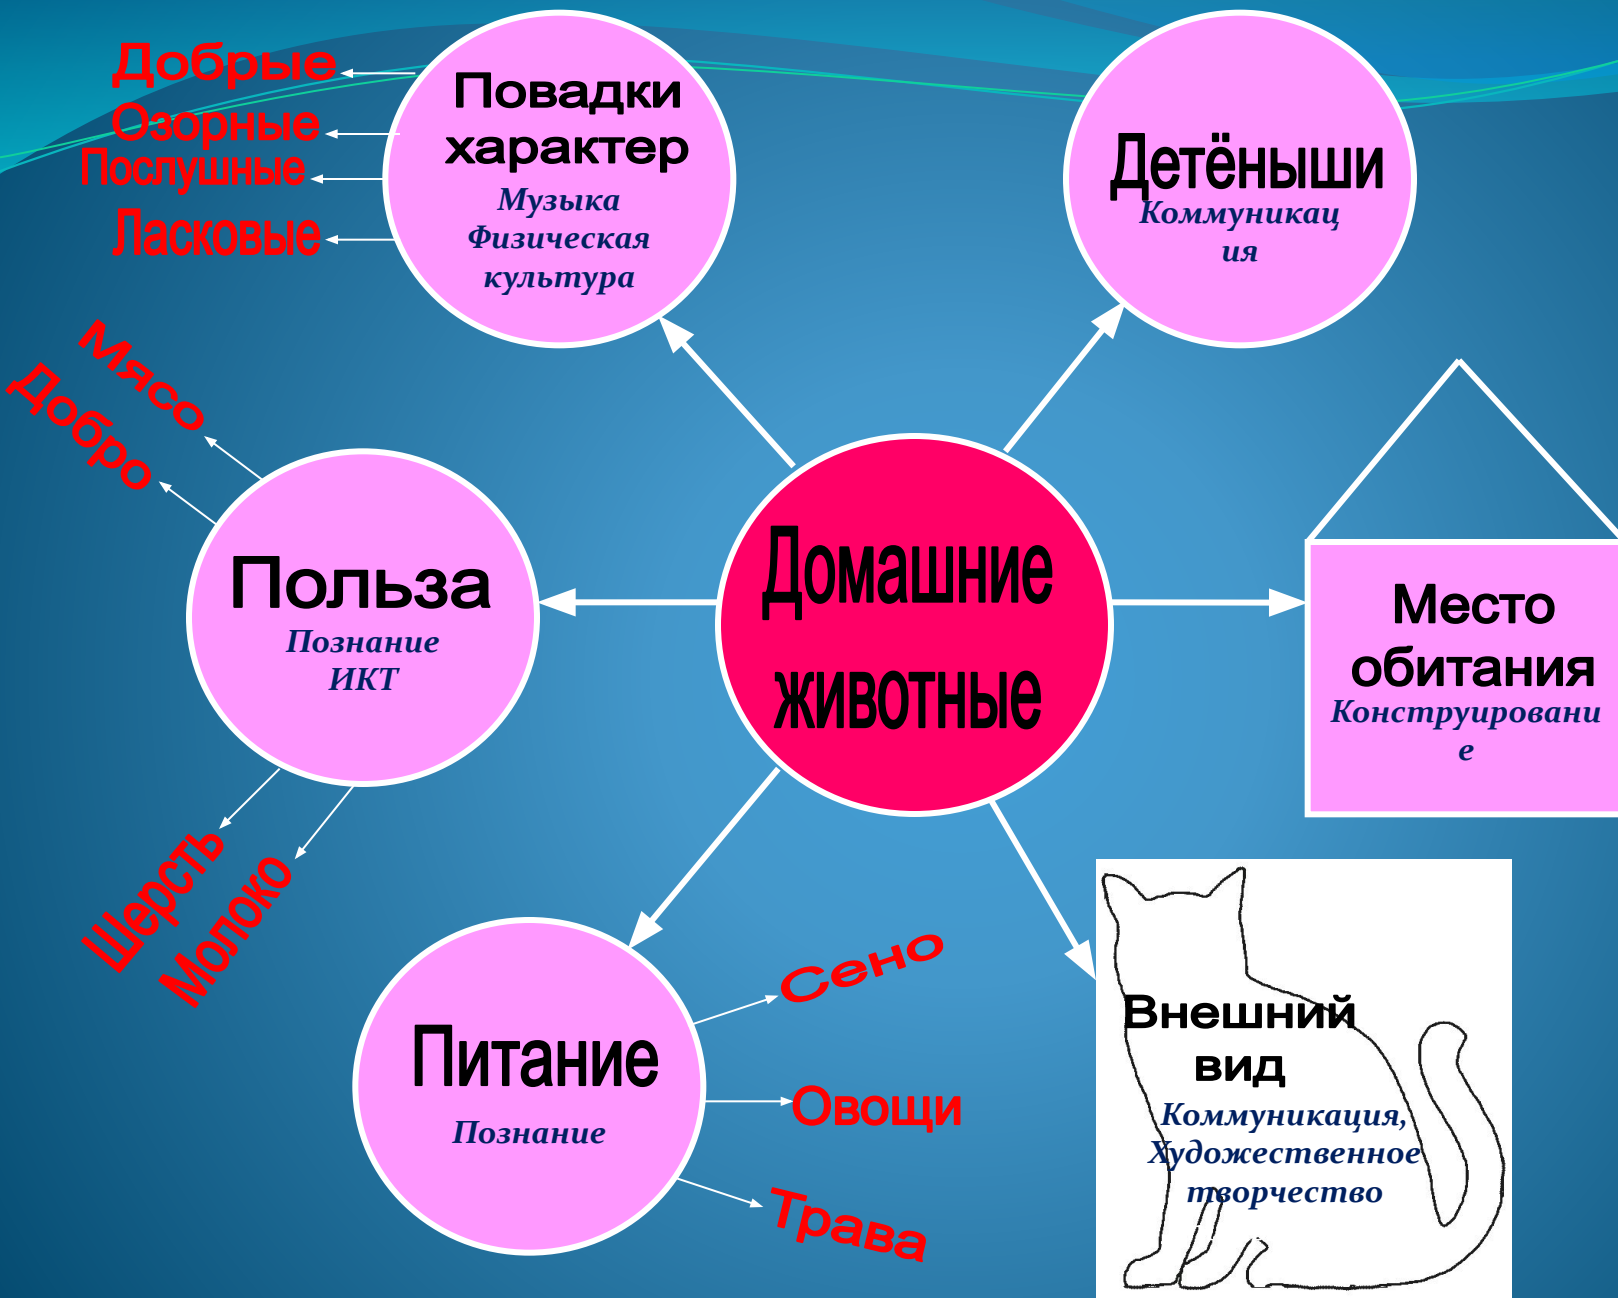 Добрые
Озорные
Послушные
Ласковые
Повадки
характер
Музыка
Физическая
культура
Детёныши
Коммуникац
ия
Мясо
Добро
Польза
Познание
ИКТ
Шерсть
Молоко
Домашние
животные
Место
обитания
Конструировани
е
Питание
Познание
Сено
Овощи
Трава
Внешний
вид
Коммуникация,
Художественное
творчество